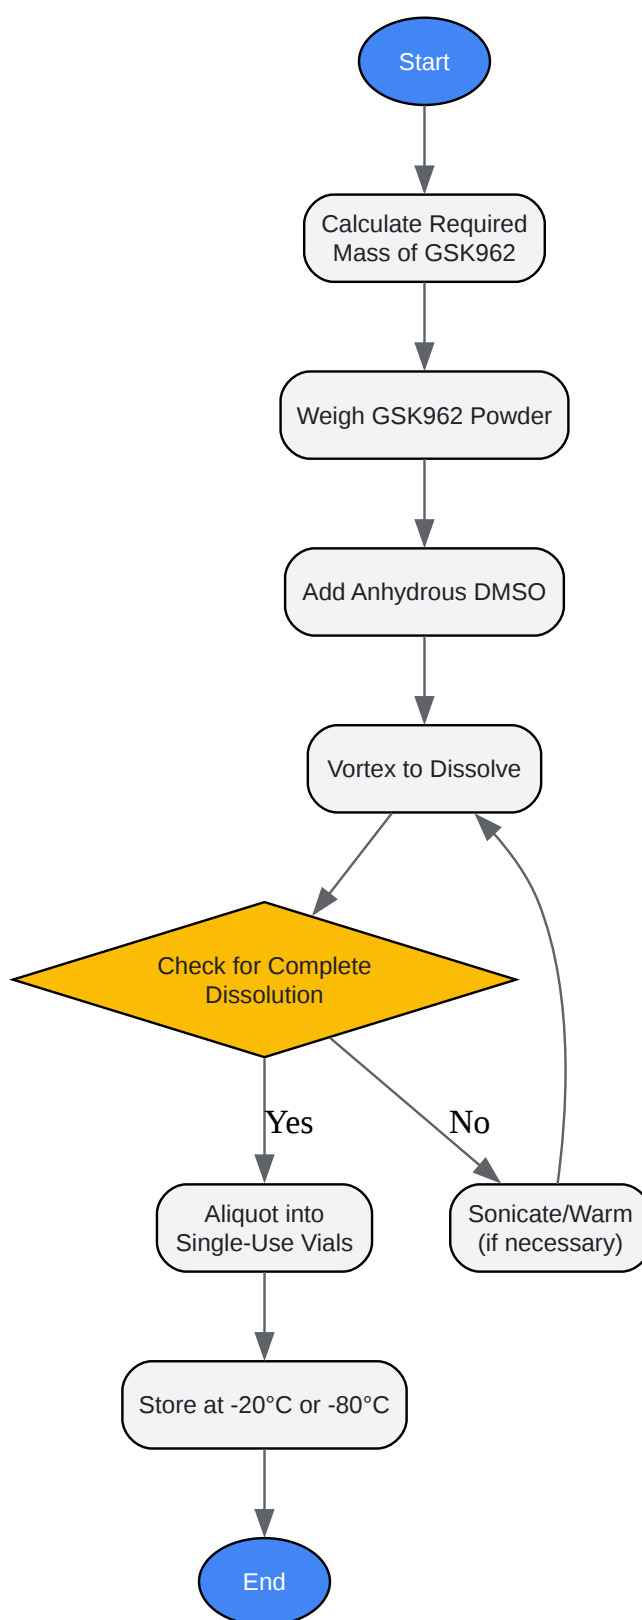 Start
Calculate Required
Mass of GSK962
Weigh GSK962 Powder
Add Anhydrous DMSO
Vortex to Dissolve
Check for Complete
Dissolution
Yes
No
Aliquot into
Single-Use Vials
Sonicate/Warm
(if necessary)
Store at -20°C or -80°C
End